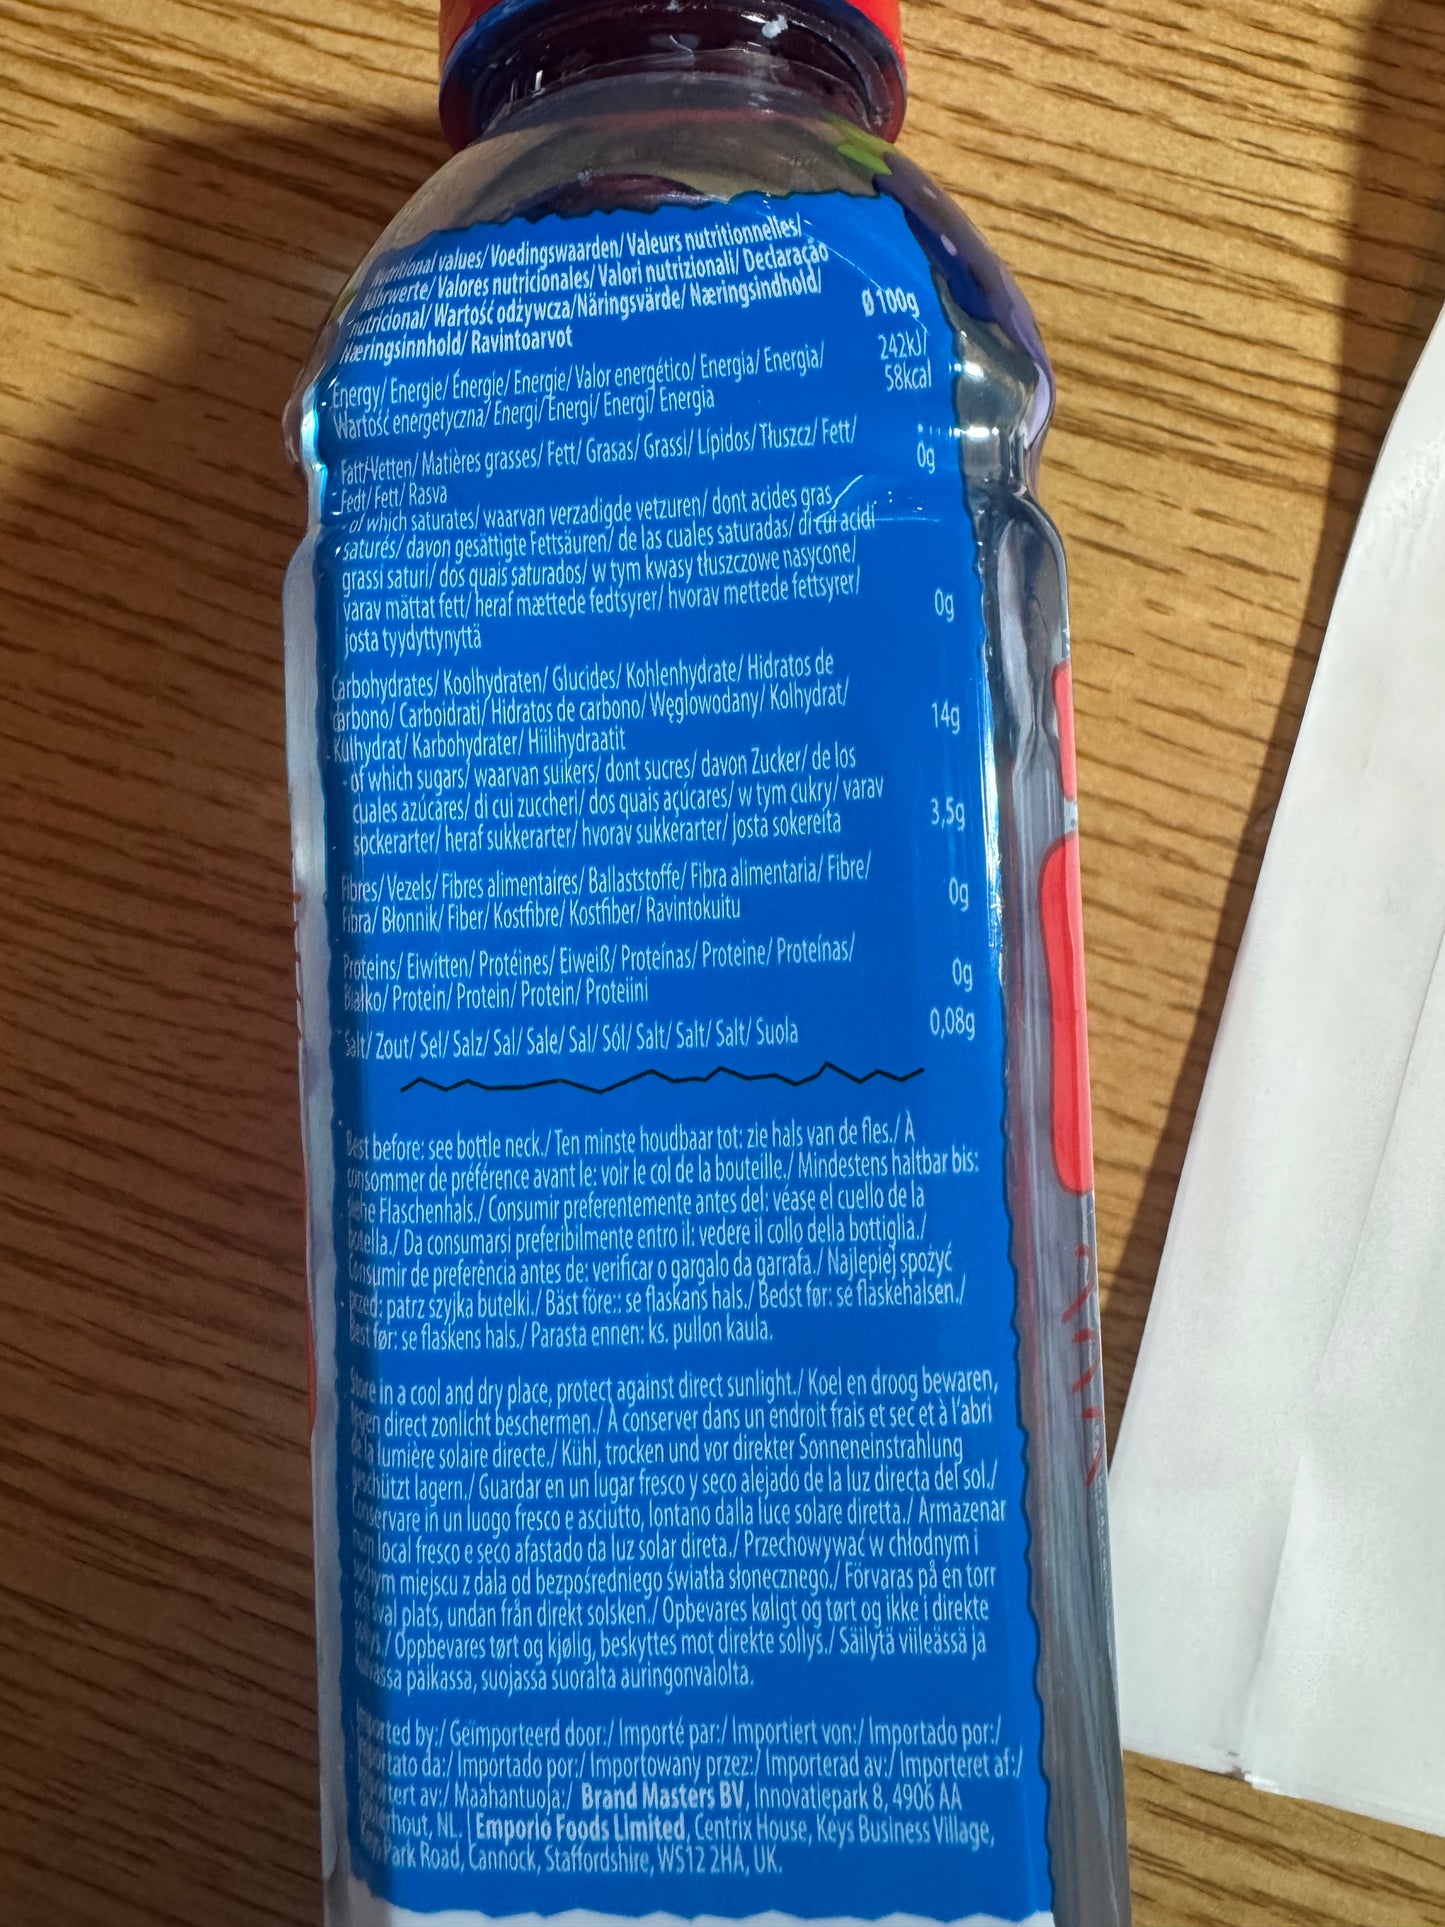 Nutritional values/ Voedingswaarden/ Valeurs nutritionnelles/
Nährwerte/ Valores nutricionales/ Valori nutrizionali/ Declaração
nutricional/ Wartość odżywcza/ Näringsvärde/ Næringsindhold/
Næringsinnhold/ Ravintoarvot
Ø 100g
Energy/ Energie/ Énergie/ Energie/ Valor energético/ Energia/ Energia/
Wartość energetyczna/ Energi/ Energi/ Energi/ Energia
242kJ/
58kcal
Fatt/ Vetten/ Matières grasses/ Fett/ Grasas/ Grassi/ Lípidos/ Tłuszcz/ Fett/
Fedt/ Fett/ Rasva
0g
- of which saturates/ waarvan verzadigde vetzuren/ dont acides gras
saturés/ davon gesättigte Fettsäuren/ de las cuales saturadas/ di cui acidi
grassi saturi/ dos quais saturados/ w tym kwasy tłuszczowe nasycone/
varav mättat fett/ heraf mættede fedtsyrer/ hvorav mettede fettsyrer/
josta tyydyttynyttä
0g
Carbohydrates/ Koolhydraten/ Glucides/ Kohlenhydrate/ Hidratos de
carbono/ Carboidrati/ Hidratos de carbono/ Węglowodany/ Kolhydrat/
Kulhydrat/ Karbohydrater/ Hiilihydraatit
14g
- of which sugars/ waarvan suikers/ dont sucres/ davon Zucker/ de los
cuales azúcares/ di cui zuccheri/ dos quais açúcares/ w tym cukry/ varav
sockerarter/ heraf sukkerarter/ hvorav sukkerarter/ josta sokereita
3,5g
Fibres/ Vezels/ Fibres alimentaires/ Ballaststoffe/ Fibra alimentaria/ Fibre/
Fibra/ Błonnik/ Fiber/ Kostfibre/ Kostfiber/ Ravintokuitu
0g
Proteins/ Eiwitten/ Protéines/ Eiweiß/ Proteínas/ Proteine/ Proteínas/
Białko/ Protein/ Protein/ Protein/ Proteiini
0g
Salt/ Zout/ Sel/ Salz/ Sal/ Sale/ Sal/ Sól/ Salt/ Salt/ Salt/ Suola
0,08g
Best before: see bottle neck./ Ten minste houdbaar tot: zie hals van de fles./ À
consommer de préférence avant le: voir le col de la bouteille./ Mindestens haltbar bis:
siehe Flaschenhals./ Consumir preferentemente antes del: véase el cuello de la
botella./ Da consumarsi preferibilmente entro il: vedere il collo della bottiglia./
Consumir de preferência antes de: verificar o gargalo da garrafa./ Najlepiej spożyć
przed: patrz szyjka butelki./ Bäst före:: se flaskans hals./ Bedst før: se flaskehalsen./
Best før: se flaskens hals./ Parasta ennen: ks. pullon kaula.
Store in a cool and dry place, protect against direct sunlight./ Koel en droog bewaren,
tegen direct zonlicht beschermen./ À conserver dans un endroit frais et sec et à l'abri
de la lumière solaire directe./ Kühl, trocken und vor direkter Sonneneinstrahlung
geschützt lagern./ Guardar en un lugar fresco y seco alejado de la luz directa del sol./
Conservare in un luogo fresco e asciutto, lontano dalla luce solare diretta./ Armazenar
num local fresco e seco afastado da luz solar direta./ Przechowywać w chłodnym i
suchym miejscu z dala od bezpośredniego światła słonecznego./ Förvaras på en torr
och sval plats, undan från direkt solsken./ Opbevares køligt og tørt og ikke i direkte
sollys./ Oppbevares tørt og kjølig, beskyttes mot direkte sollys./ Säilytä viileässä ja
kuivassa paikassa, suojassa suoralta auringonvalolta.
Imported by:/ Geïmporteerd door:/ Importé par:/ Importiert von:/ Importado por:/
Importato da:/ Importado por:/ Importowany przez:/ Importerad av:/ Importeret af:/
Importert av:/ Maahantuoja:/ Brand Masters BV, Innovatiepark 8, 4906 AA
NL. Emporio Foods Limited, Centrix House, Keys Business Village,
Keys Park Road, Cannock, Staffordshire, WS12 2HA, UK.